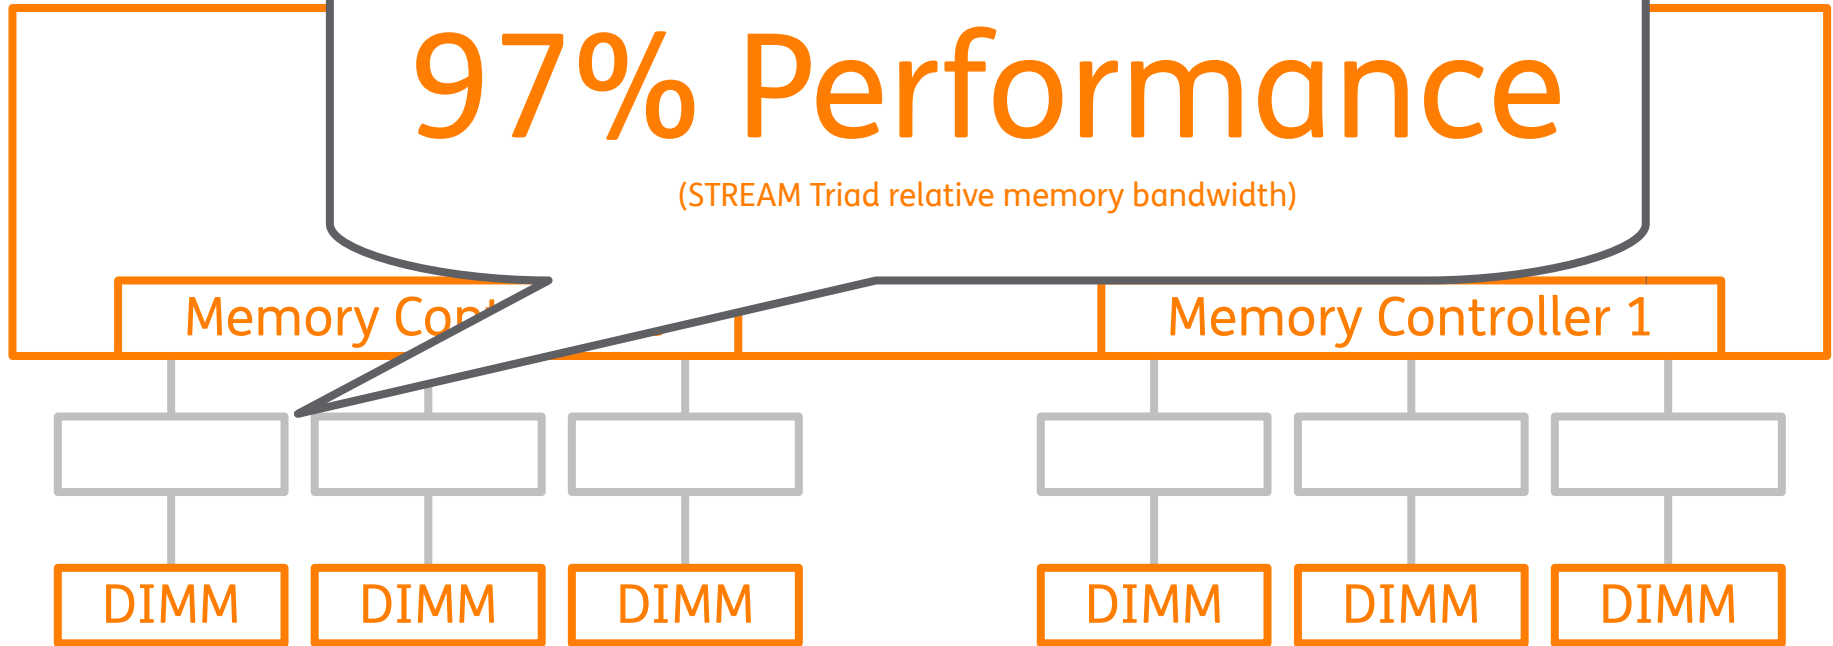 97% Performance
(STREAM Triad relative memory bandwidth)
Memory Memory Controller 1
DIMM DIMM DIMM DIMM DIMM DIMM